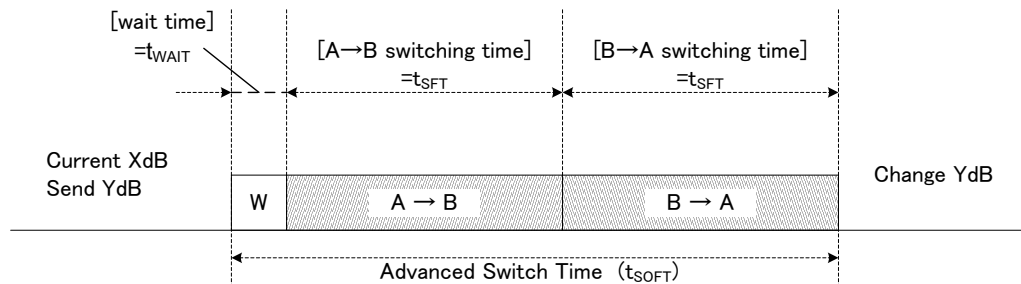 [wait time]
=tWAIT
[A→B switching time]
=tSFT
[B→A switching time]
=tSFT
Current XdB
Send YdB
Change YdB
W
A → B
B → A
Advanced Switch Time (tSOFT)